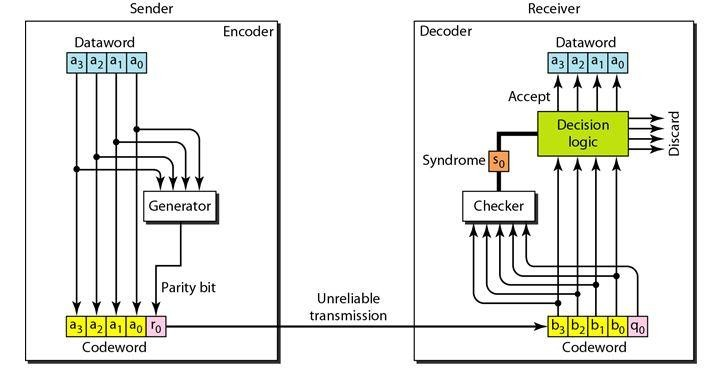 Sender
Encoder
Dataword
a3 a2 a1 a0
Generator
Parity bit
a3 a2 a1 a0 r0
Codeword
Unreliable
transmission
Receiver
Decoder
Dataword
a3 a2 a1 a0
Accept
Decision
logic
Discard
Syndrome
s0
Checker
b3 b2 b1 b0 q0
Codeword